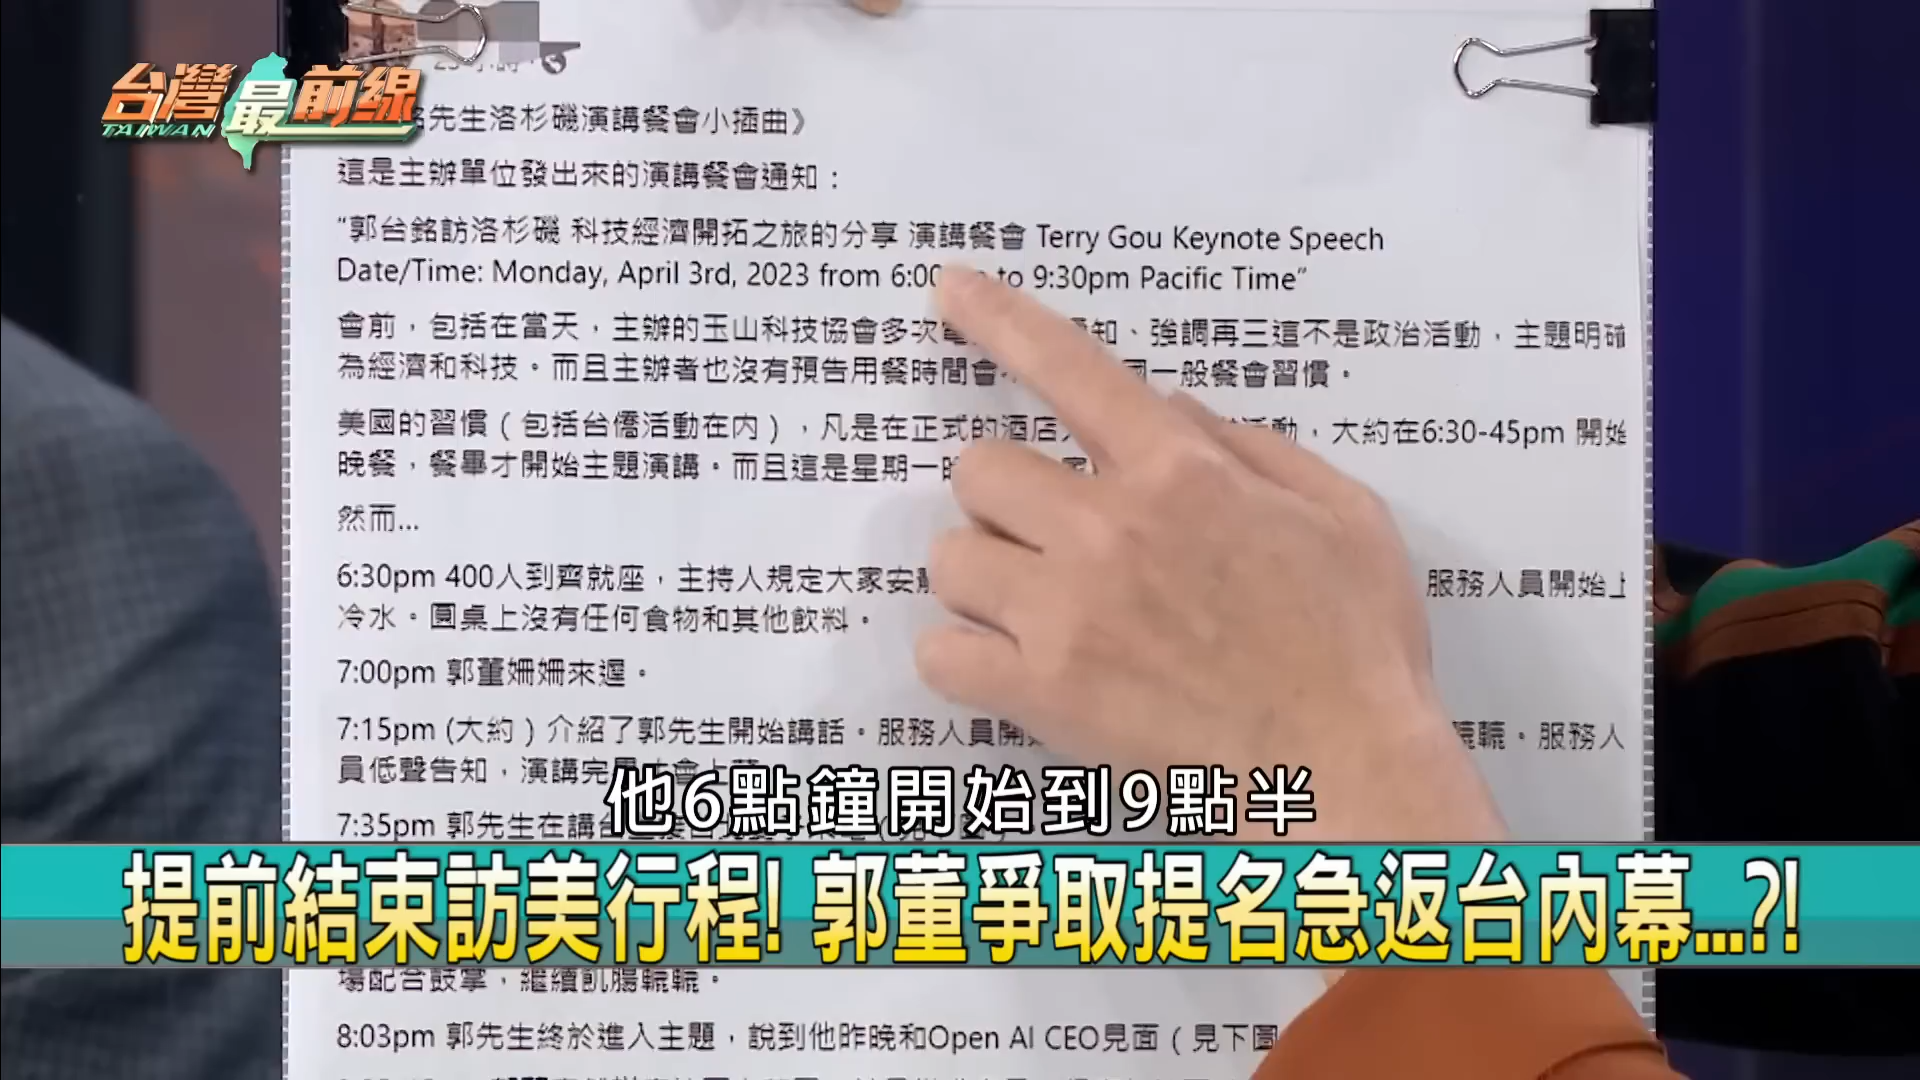 台灣最前線
TAIWAN
銘先生洛杉磯演講餐會小插曲》
這是主辦單位發出來的演講餐會通知：
“郭台銘訪洛杉磯 科技經濟開拓之旅的分享 演講餐會 Terry Gou Keynote Speech
Date/Time: Monday, April 3rd, 2023 from 6:00 to 9:30pm Pacific Time”
會前，包括在當天，主辦的玉山科技協會多次 知、強調再三這不是政治活動，主題明確
為經濟和科技。而且主辦者也沒有預告用餐時間會 一般餐會習慣。
美國的習慣（包括台僑活動在內），凡是在正式的酒店 活動，大約在6:30-45pm 開始
晚餐，餐畢才開始主題演講。而且這是星期一
然而...
6:30pm 400人到齊就座，主持人規定大家安 服務人員開始上
冷水。圓桌上沒有任何食物和其他飲料。
7:00pm 郭董姍姍來遲。
7:15pm (大約）介紹了郭先生開始講話。服務人員開 轆轆。服務人
員低聲告知，演講完畢才會上菜
他6點鐘開始到9點半
7:35pm 郭先生在講台
提前結束訪美行程! 郭董爭取提名急返台內幕...?!
場配合鼓掌，繼續飢腸轆轆。
8:03pm 郭先生終於進入主題，說到他昨晚和Open AI CEO見面（見下圖